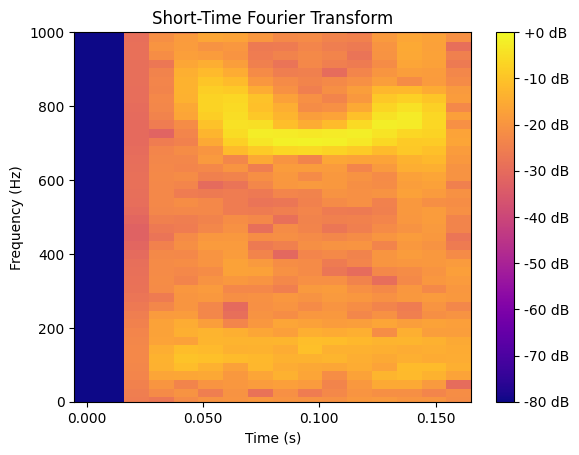 Short-Time Fourier Transform
1000
800
600
400
200
0
Frequency (Hz)
0.000
0.050
0.100
0.150
Time (s)
+0 dB
-10 dB
-20 dB
-30 dB
-40 dB
-50 dB
-60 dB
-70 dB
-80 dB